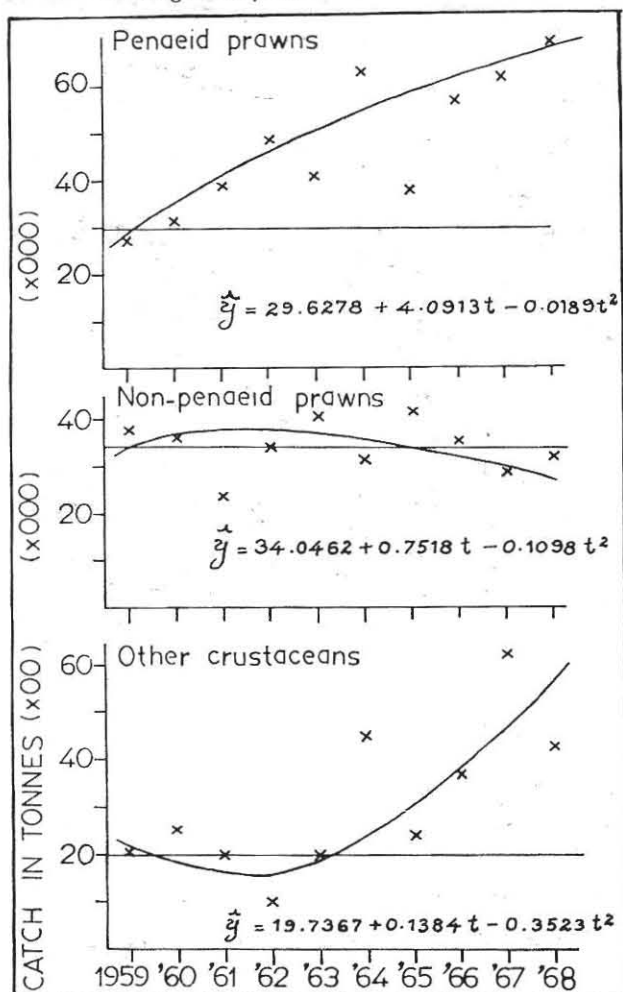 Penaeid prawns
60
40
20
(x000)
ŷ = 29.6278 + 4.0913t − 0.0189t²
Non-penaeid prawns
40
20
(x000)
ŷ = 34.0462 + 0.7518 t − 0.1098 t²
Other crustaceans
60
40
20
CATCH IN TONNES (x00)
ŷ = 19.7367 + 0.1384 t − 0.3523 t²
1959 '60 '61 '62 '63 '64 '65 '66 '67 '68